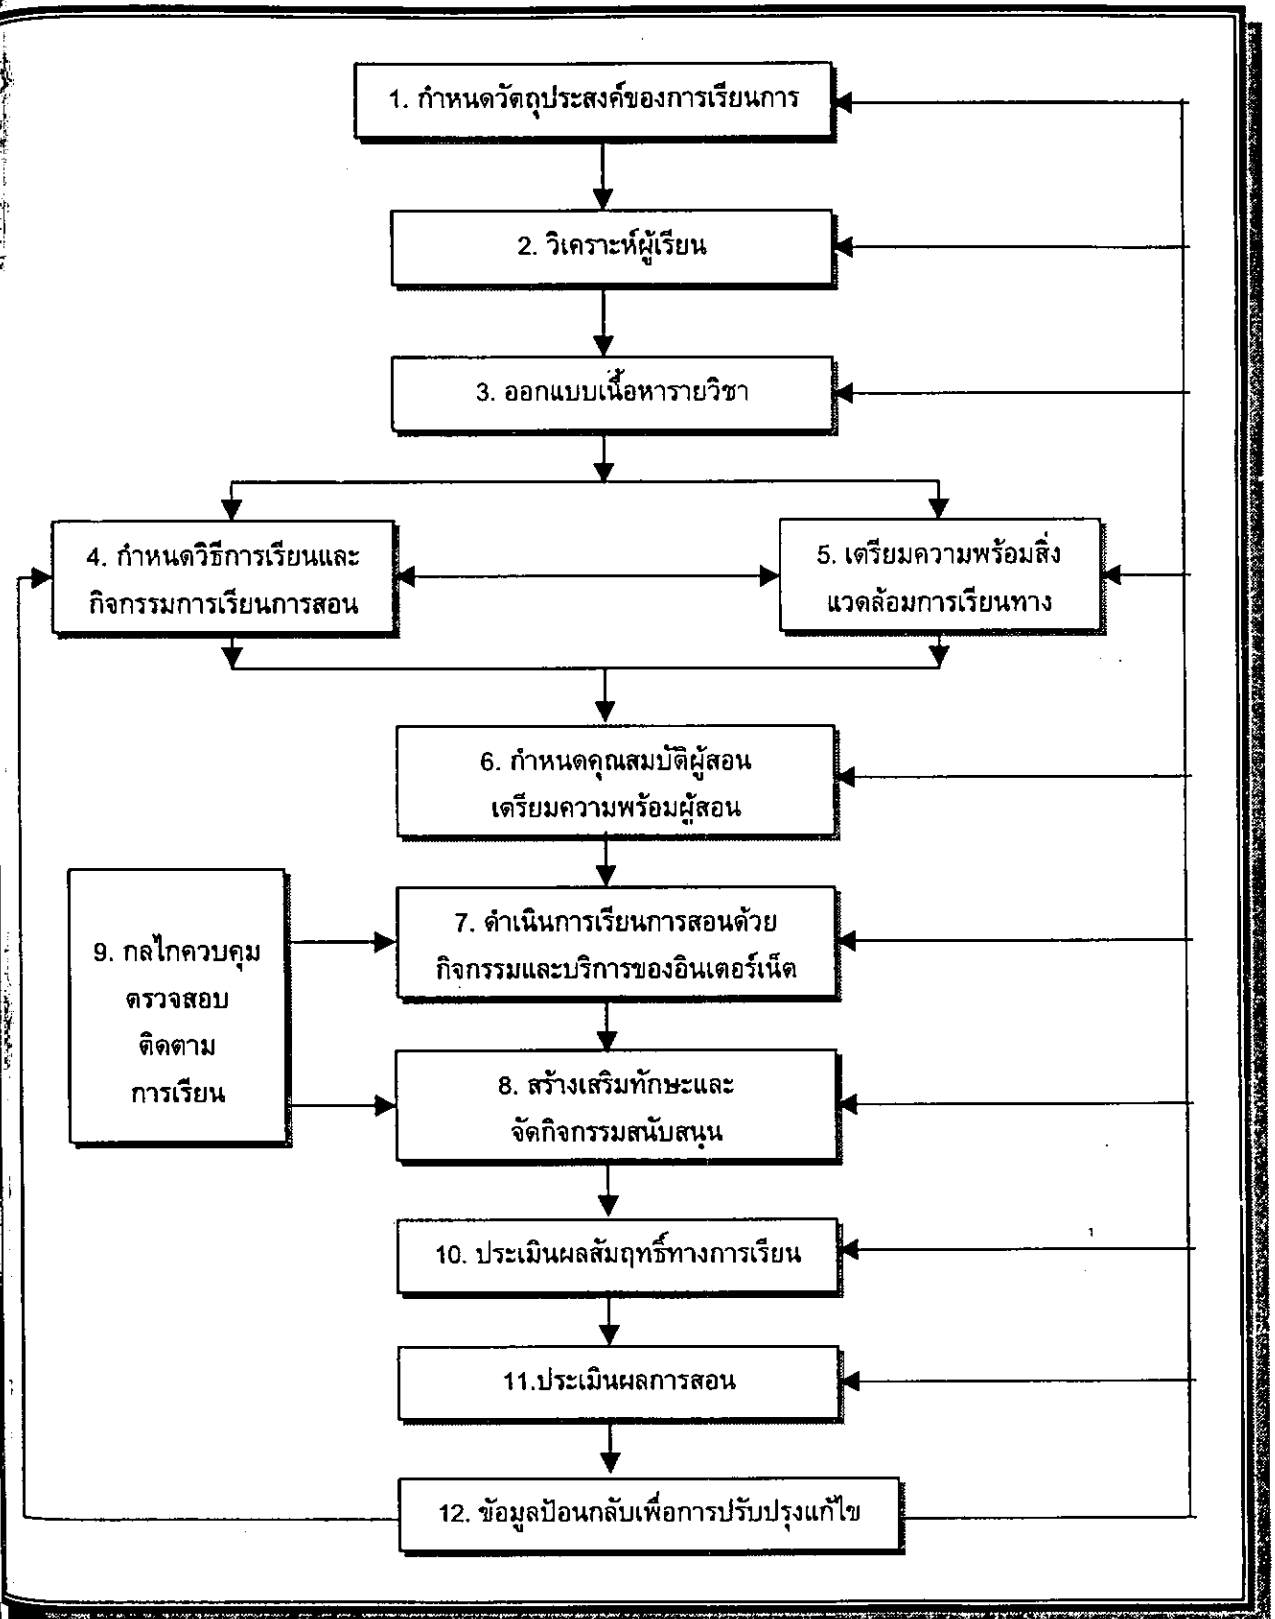 1. กำหนดวัตถุประสงค์ของการเรียนการ
2. วิเคราะห์ผู้เรียน
3. ออกแบบเนื้อหารายวิชา
4. กำหนดวิธีการเรียนและ
กิจกรรมการเรียนการสอน
5. เตรียมความพร้อมสิ่ง
แวดล้อมการเรียนทาง
6. กำหนดคุณสมบัติผู้สอน
เตรียมความพร้อมผู้สอน
7. ดำเนินการเรียนการสอนด้วย
กิจกรรมและบริการของอินเตอร์เน็ต
8. สร้างเสริมทักษะและ
จัดกิจกรรมสนับสนุน
9. กลไกควบคุม
ตรวจสอบ
ติดตาม
การเรียน
10. ประเมินผลสัมฤทธิ์ทางการเรียน
11.ประเมินผลการสอน
12. ข้อมูลป้อนกลับเพื่อการปรับปรุงแก้ไข